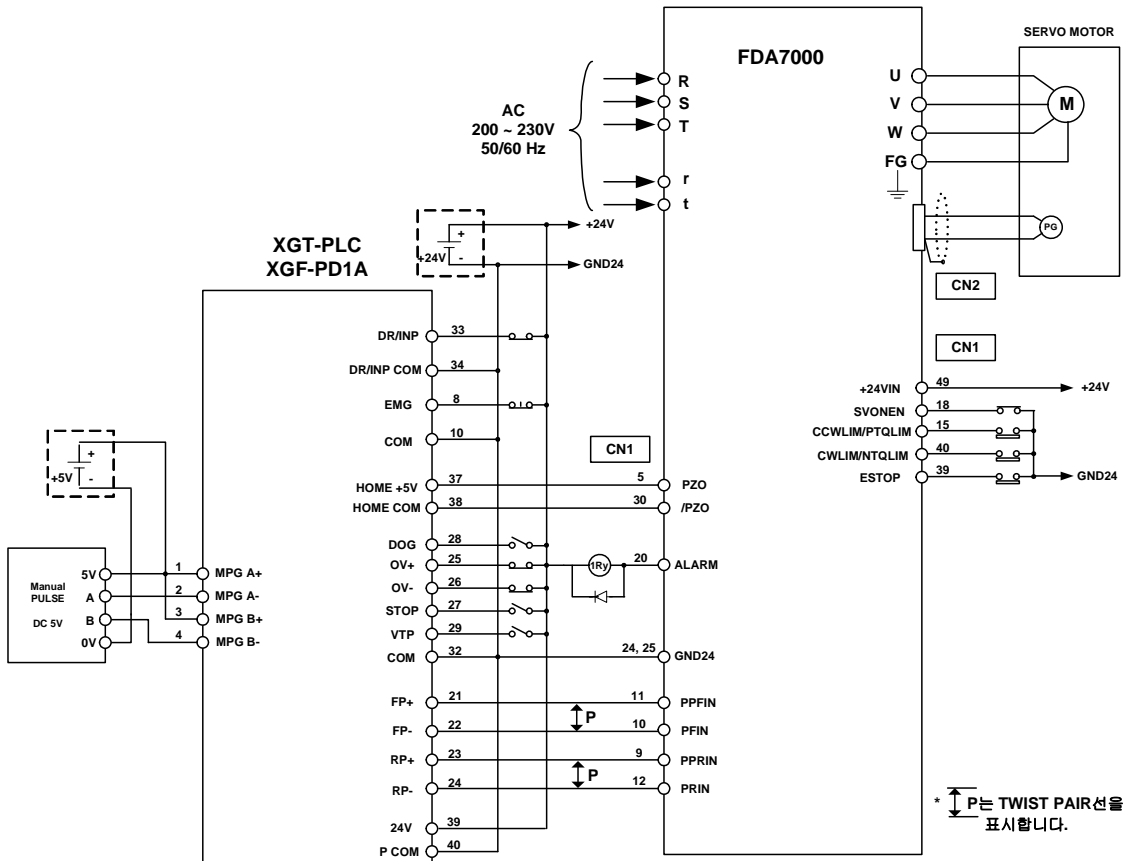 SERVO MOTOR
FDA7000
AC
200 ~ 230V
50/60 Hz
R
S
T
r
t
U
V
W
FG
M
PG
CN2
CN1
XGT-PLC
XGF-PD1A
+
+24V
-
+24V
GND24
DR/INP 33
DR/INP COM 34
EMG 8
COM 10
HOME +5V 37
HOME COM 38
DOG 28
OV+ 25
OV- 26
STOP 27
VTP 29
COM 32
FP+ 21
FP- 22
RP+ 23
RP- 24
24V 39
P COM 40
CN1
5 PZO
30 /PZO
1Ry
20 ALARM
24, 25 GND24
11 PPFIN
P
10 PFIN
9 PPRIN
P
12 PRIN
+24VIN 49 +24V
SVONEN 18
CCWLIM/PTQLIM 15
CWLIM/NTQLIM 40
ESTOP 39 GND24
+
+5V
-
Manual
PULSE
DC 5V
5V 1 MPG A+
A 2 MPG A-
B 3 MPG B+
0V 4 MPG B-
* P는 TWIST PAIR선을
표시합니다.